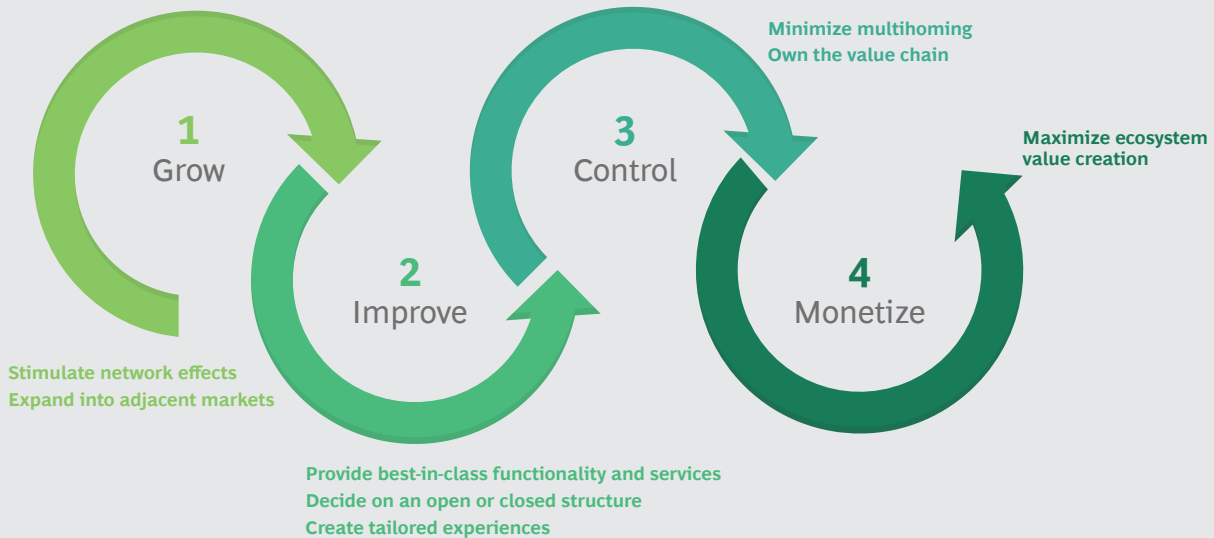 1
Grow
Stimulate network effects
Expand into adjacent markets
2
Improve
Provide best-in-class functionality and services
Decide on an open or closed structure
Create tailored experiences
3
Control
Minimize multihoming
Own the value chain
4
Monetize
Maximize ecosystem
value creation